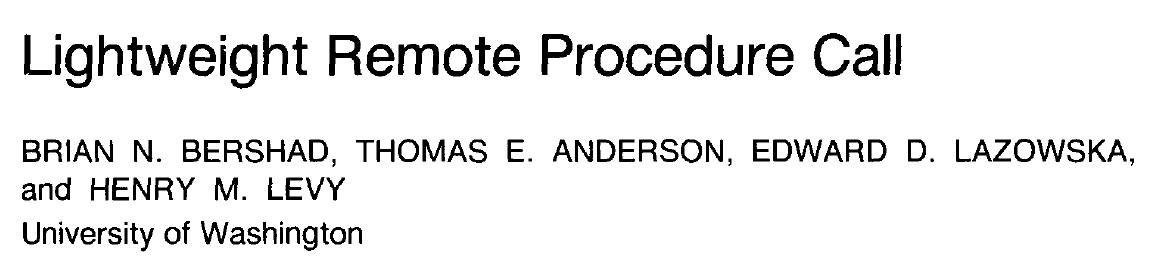 Lightweight Remote Procedure Call
BRIAN N. BERSHAD, THOMAS E. ANDERSON, EDWARD D. LAZOWSKA,
and HENRY M. LEVY
University of Washington